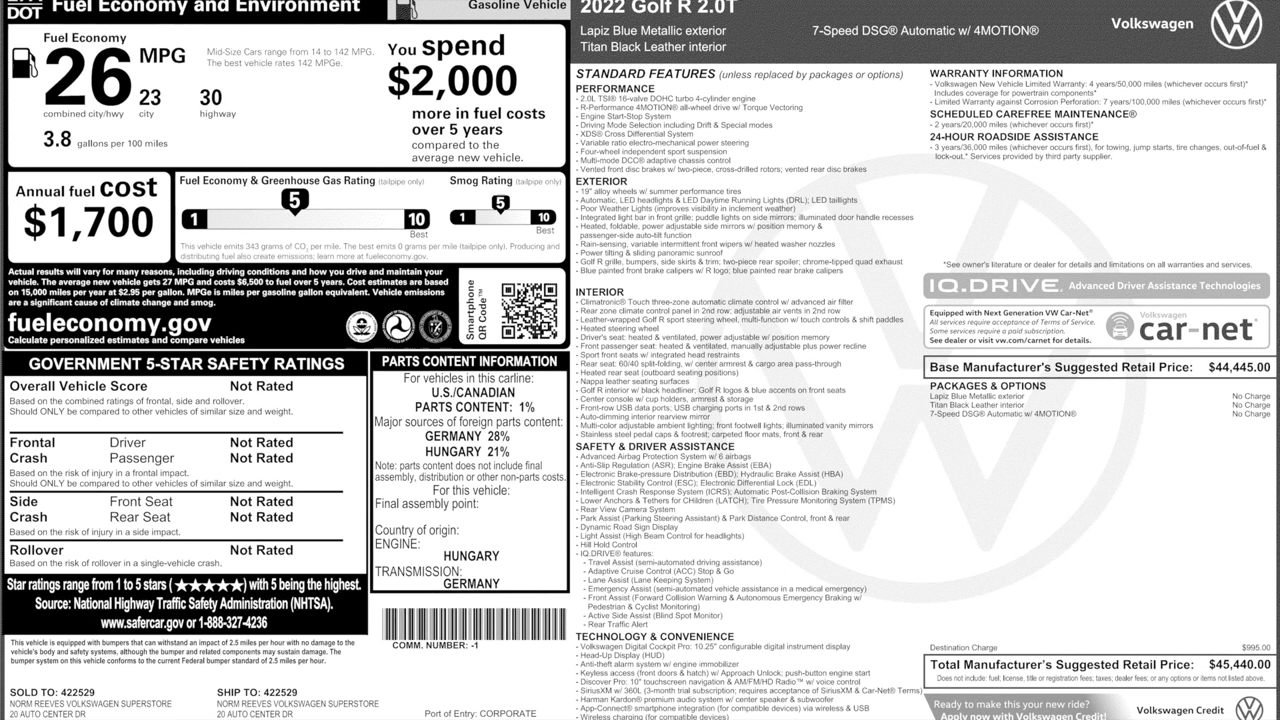 DOT Fuel Economy and Environment
Gasoline Vehicle
Fuel Economy
26 MPG
23 city
30 highway
combined city/hwy
3.8 gallons per 100 miles
Mid-Size Cars range from 14 to 142 MPG.
The best vehicle rates 142 MPGe.
You spend
$2,000
more in fuel costs
over 5 years
compared to the
average new vehicle.
Annual fuel cost
$1,700
Fuel Economy & Greenhouse Gas Rating (tailpipe only)
1 5 10
Best
Smog Rating (tailpipe only)
1 5 10
Best
This vehicle emits 343 grams of CO2 per mile. The best emits 0 grams per mile (tailpipe only). Producing and
distributing fuel also create emissions; learn more at fueleconomy.gov.
Actual results will vary for many reasons, including driving conditions and how you drive and maintain your
vehicle. The average new vehicle gets 27 MPG and costs $6,500 to fuel over 5 years. Cost estimates are based
on 15,000 miles per year at $2.95 per gallon. MPGe is miles per gasoline gallon equivalent. Vehicle emissions
are a significant cause of climate change and smog.
fueleconomy.gov
Calculate personalized estimates and compare vehicles
Smartphone
QR Code™
GOVERNMENT 5-STAR SAFETY RATINGS
Overall Vehicle Score Not Rated
Based on the combined ratings of frontal, side and rollover.
Should ONLY be compared to other vehicles of similar size and weight.
Frontal Driver Not Rated
Crash Passenger Not Rated
Based on the risk of injury in a frontal impact.
Should ONLY be compared to other vehicles of similar size and weight.
Side Front Seat Not Rated
Crash Rear Seat Not Rated
Based on the risk of injury in a side impact.
Rollover Not Rated
Based on the risk of rollover in a single-vehicle crash.
Star ratings range from 1 to 5 stars (★★★★★) with 5 being the highest.
Source: National Highway Traffic Safety Administration (NHTSA).
www.safercar.gov or 1-888-327-4236
PARTS CONTENT INFORMATION
For vehicles in this carline:
U.S./CANADIAN
PARTS CONTENT: 1%
Major sources of foreign parts content:
GERMANY 28%
HUNGARY 21%
Note: parts content does not include final
assembly, distribution or other non-parts costs.
For this vehicle:
Final assembly point:
Country of origin:
ENGINE:
HUNGARY
TRANSMISSION:
GERMANY
COMM. NUMBER: -1
This vehicle is equipped with bumpers that can withstand an impact of 2.5 miles per hour with no damage to the
vehicle's body and safety systems, although the bumper and related components may sustain damage. The
bumper system on this vehicle conforms to the current Federal bumper standard of 2.5 miles per hour.
SOLD TO: 422529
NORM REEVES VOLKSWAGEN SUPERSTORE
20 AUTO CENTER DR
SHIP TO: 422529
NORM REEVES VOLKSWAGEN SUPERSTORE
20 AUTO CENTER DR
Port of Entry: CORPORATE
2022 Golf R 2.0T
Lapiz Blue Metallic exterior
Titan Black Leather interior
7-Speed DSG® Automatic w/ 4MOTION®
Volkswagen
STANDARD FEATURES (unless replaced by packages or options)
PERFORMANCE
- 2.0L TSI® 16-valve DOHC turbo 4-cylinder engine
- R-Performance 4MOTION® all-wheel drive w/ Torque Vectoring
- Engine Start-Stop System
- Driving Mode Selection including Drift & Special modes
- XDS® Cross Differential System
- Variable ratio electro-mechanical power steering
- Four-wheel independent sport suspension
- Multi-mode DCC® adaptive chassis control
- Vented front disc brakes w/ two-piece, cross-drilled rotors; vented rear disc brakes
EXTERIOR
- 19" alloy wheels w/ summer performance tires
- Automatic, LED headlights & LED Daytime Running Lights (DRL); LED taillights
- Poor Weather Lights (improves visibility in inclement weather)
- Integrated light bar in front grille; puddle lights on side mirrors; illuminated door handle recesses
- Heated, foldable, power adjustable side mirrors w/ position memory &
passenger-side auto-tilt function
- Rain-sensing, variable intermittent front wipers w/ heated washer nozzles
- Power tilting & sliding panoramic sunroof
- Golf R grille, bumpers, side skirts & trim; two-piece rear spoiler; chrome-tipped quad exhaust
- Blue painted front brake calipers w/ R logo; blue painted rear brake calipers
INTERIOR
- Climatronic® Touch three-zone automatic climate control w/ advanced air filter
- Rear zone climate control panel in 2nd row; adjustable air vents in 2nd row
- Leather-wrapped Golf R sport steering wheel, multi-function w/ touch controls & shift paddles
- Heated steering wheel
- Driver's seat: heated & ventilated, power adjustable w/ position memory
- Front passenger seat: heated & ventilated, manually adjustable plus power recline
- Sport front seats w/ integrated head restraints
- Rear seat: 60/40 split-folding, w/ center armrest & cargo area pass-through
- Heated rear seat (outboard seating positions)
- Nappa leather seating surfaces
- Golf R interior w/ black headliner; Golf R logos & blue accents on front seats
- Center console w/ cup holders, armrest & storage
- Front-row USB data ports; USB charging ports in 1st & 2nd rows
- Auto-dimming interior rearview mirror
- Multi-color adjustable ambient lighting; front footwell lights; illuminated vanity mirrors
- Stainless steel pedal caps & footrest; carpeted floor mats, front & rear
SAFETY & DRIVER ASSISTANCE
- Advanced Airbag Protection System w/ 6 airbags
- Anti-Slip Regulation (ASR); Engine Brake Assist (EBA)
- Electronic Brake-pressure Distribution (EBD); Hydraulic Brake Assist (HBA)
- Electronic Stability Control (ESC); Electronic Differential Lock (EDL)
- Intelligent Crash Response System (ICRS); Automatic Post-Collision Braking System
- Lower Anchors & Tethers for CHildren (LATCH); Tire Pressure Monitoring System (TPMS)
- Rear View Camera System
- Park Assist (Parking Steering Assistant) & Park Distance Control, front & rear
- Dynamic Road Sign Display
- Light Assist (High Beam Control for headlights)
- Hill Hold Control
- IQ.DRIVE® features:
- Travel Assist (semi-automated driving assistance)
- Adaptive Cruise Control (ACC) Stop & Go
- Lane Assist (Lane Keeping System)
- Emergency Assist (semi-automated vehicle assistance in a medical emergency)
- Front Assist (Forward Collision Warning & Autonomous Emergency Braking w/
Pedestrian & Cyclist Monitoring)
- Active Side Assist (Blind Spot Monitor)
- Rear Traffic Alert
TECHNOLOGY & CONVENIENCE
- Volkswagen Digital Cockpit Pro: 10.25" configurable digital instrument display
- Head-Up Display (HUD)
- Anti-theft alarm system w/ engine immobilizer
- Keyless access (front doors & hatch) w/ Approach Unlock; push-button engine start
- Discover Pro: 10" touchscreen navigation & AM/FM/HD Radio™ w/ voice control
- SiriusXM w/ 360L (3-month trial subscription; requires acceptance of SiriusXM & Car-Net® Terms)
- Harman Kardon® premium audio system w/ center speaker & subwoofer
- App-Connect® smartphone integration (for compatible devices) via wireless & USB
- Wireless charging (for compatible devices)
WARRANTY INFORMATION
- Volkswagen New Vehicle Limited Warranty: 4 years/50,000 miles (whichever occurs first)*
Includes coverage for powertrain components*
- Limited Warranty against Corrosion Perforation: 7 years/100,000 miles (whichever occurs first)*
SCHEDULED CAREFREE MAINTENANCE®
- 2 years/20,000 miles (whichever occurs first)*
24-HOUR ROADSIDE ASSISTANCE
- 3 years/36,000 miles (whichever occurs first), for towing, jump starts, tire changes, out-of-fuel &
lock-out.* Services provided by third party supplier.
*See owner's literature or dealer for details and limitations on all warranties and services.
IQ.DRIVE Advanced Driver Assistance Technologies
Equipped with Next Generation VW Car-Net®
All services require acceptance of Terms of Service.
Some services require a paid subscription.
See dealer or visit vw.com/carnet for details.
Volkswagen
car-net®
Base Manufacturer's Suggested Retail Price: $44,445.00
PACKAGES & OPTIONS
Lapiz Blue Metallic exterior No Charge
Titan Black Leather interior No Charge
7-Speed DSG® Automatic w/ 4MOTION® No Charge
Destination Charge $995.00
Total Manufacturer's Suggested Retail Price: $45,440.00
Does not include: fuel; license, title or registration fees; taxes; dealer fees; or any options or items not listed above.
Ready to make this your new ride?
Apply now with Volkswagen Credit!
Volkswagen Credit